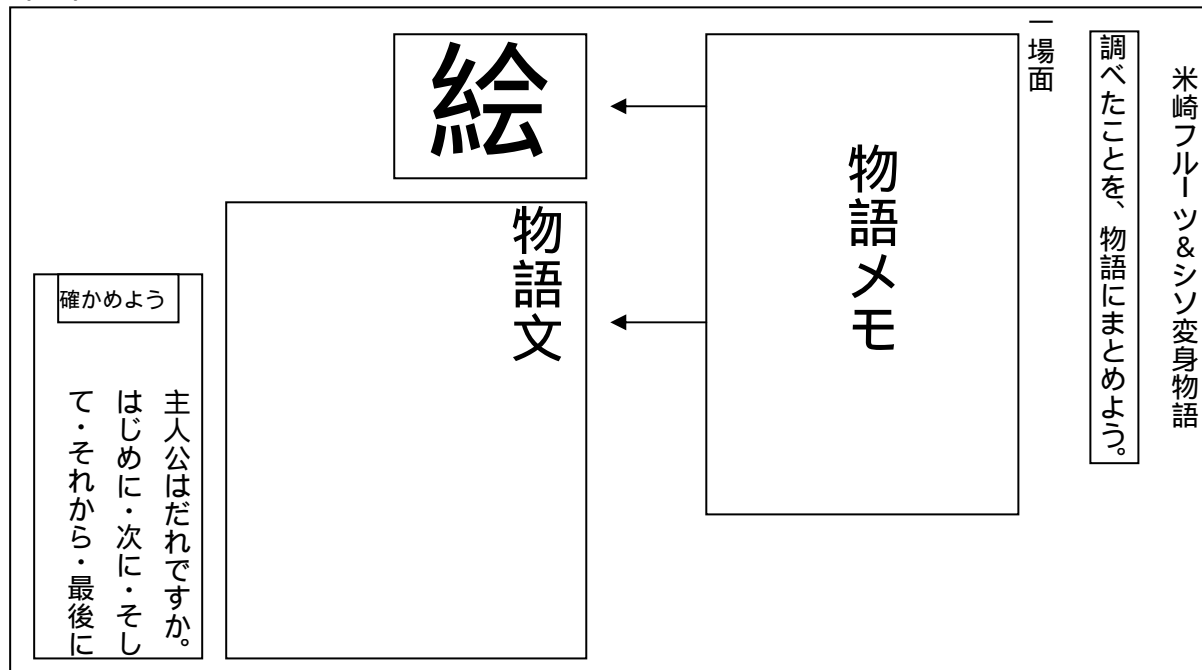 米崎フルーツ&シソ変身物語
調べたことを、物語にまとめよう。
一場面
物語メモ
絵
物語文
確かめよう
主人公はだれですか。
はじめに・次に・そし
て・それから・最後に